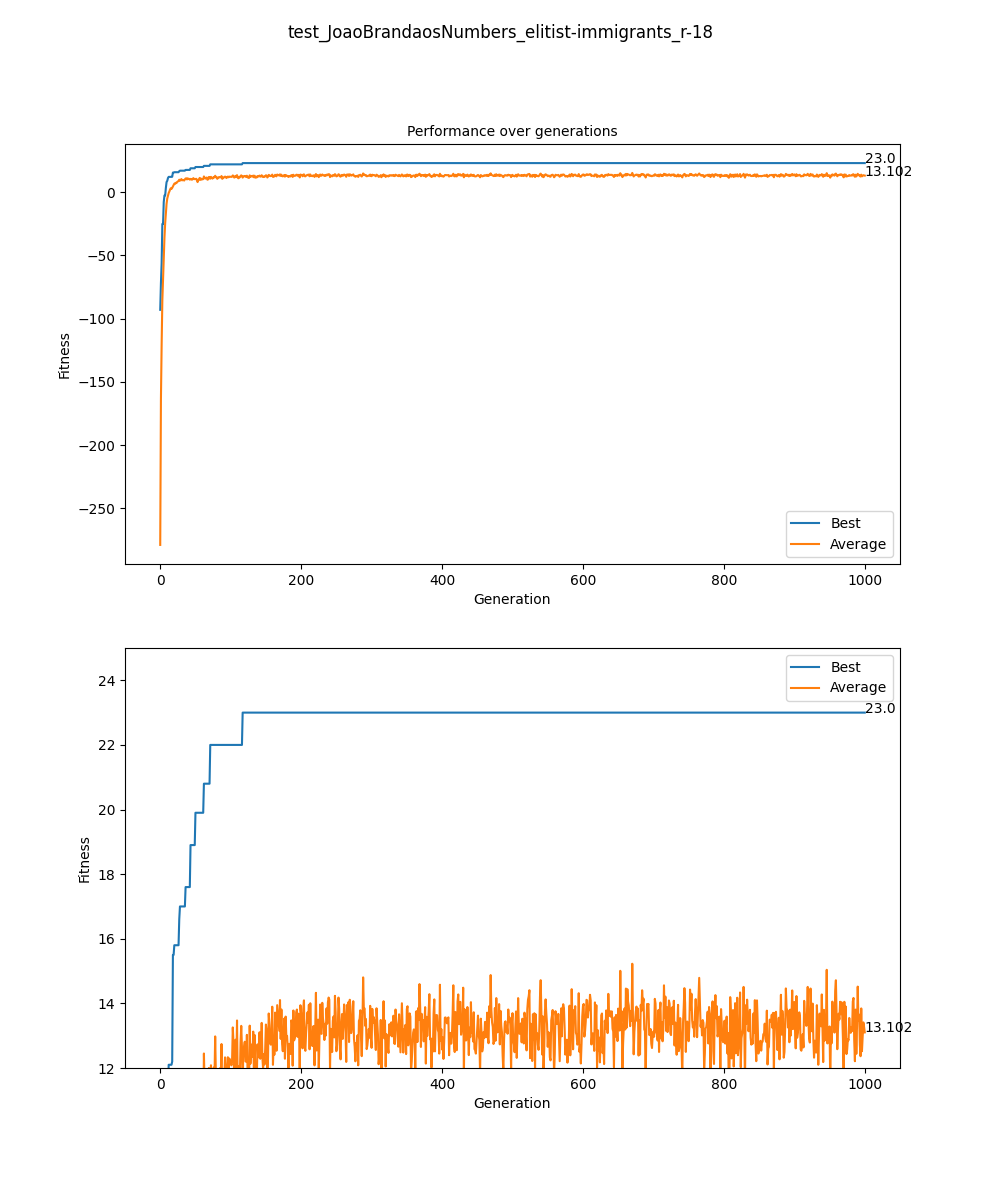 test_JoaoBrandaosNumbers_elitist-immigrants_r-18
Performance over generations
Fitness
0
−50
−100
−150
−200
−250
23.0
13.102
Best
Average
0 200 400 600 800 1000
Generation
Fitness
24
22
20
18
16
14
12
Best
Average
23.0
13.102
0 200 400 600 800 1000
Generation